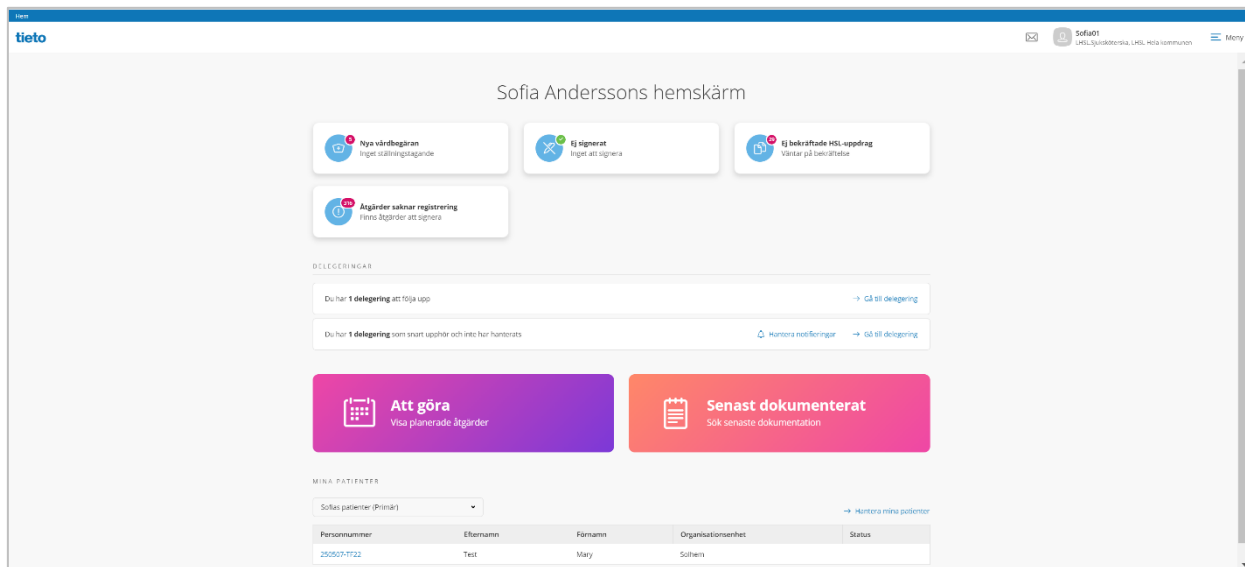 Hem
tieto
Sofia01
LHSL.Sjuksköterska, LHSL Hela kommunen
Meny
Sofia Anderssons hemskärm
Nya vårdbegäran
Inget ställningstagande
Ej signerat
Inget att signera
Ej bekräftade HSL-uppdrag
Väntar på bekräftelse
Åtgärder saknar registrering
Finns åtgärder att signera
DELEGERINGAR
Du har 1 delegering att följa upp
Gå till delegering
Du har 1 delegering som snart upphör och inte har hanterats
Hantera notifieringar
Gå till delegering
Att göra
Visa planerade åtgärder
Senast dokumenterat
Sök senaste dokumentation
MINA PATIENTER
Sofias patienter (Primär)
Hantera mina patienter
Personnummer Efternamn Förnamn Organisationsenhet Status
250507-TF22 Test Mary Solhem